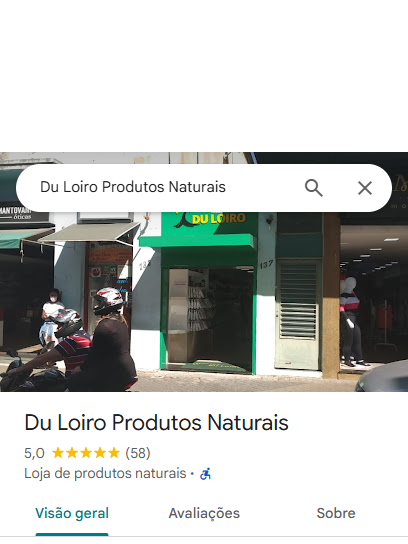 Du Loiro Produtos Naturais
MANTOVANI
óticas
DU LOIRO
137
137
Du Loiro Produtos Naturais
5,0 (58)
Loja de produtos naturais ·
Visão geral Avaliações Sobre